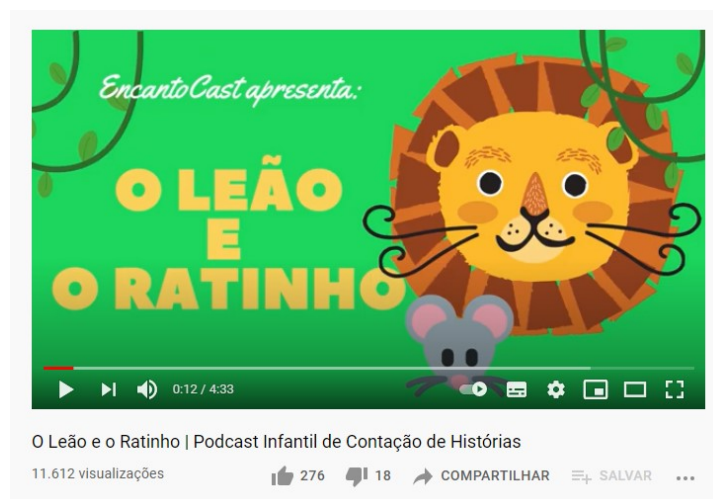 EncantoCast apresenta:
O LEÃO
E
O RATINHO
0:12 / 4:33
O Leão e o Ratinho | Podcast Infantil de Contação de Histórias
11.612 visualizações
276
18
COMPARTILHAR
SALVAR